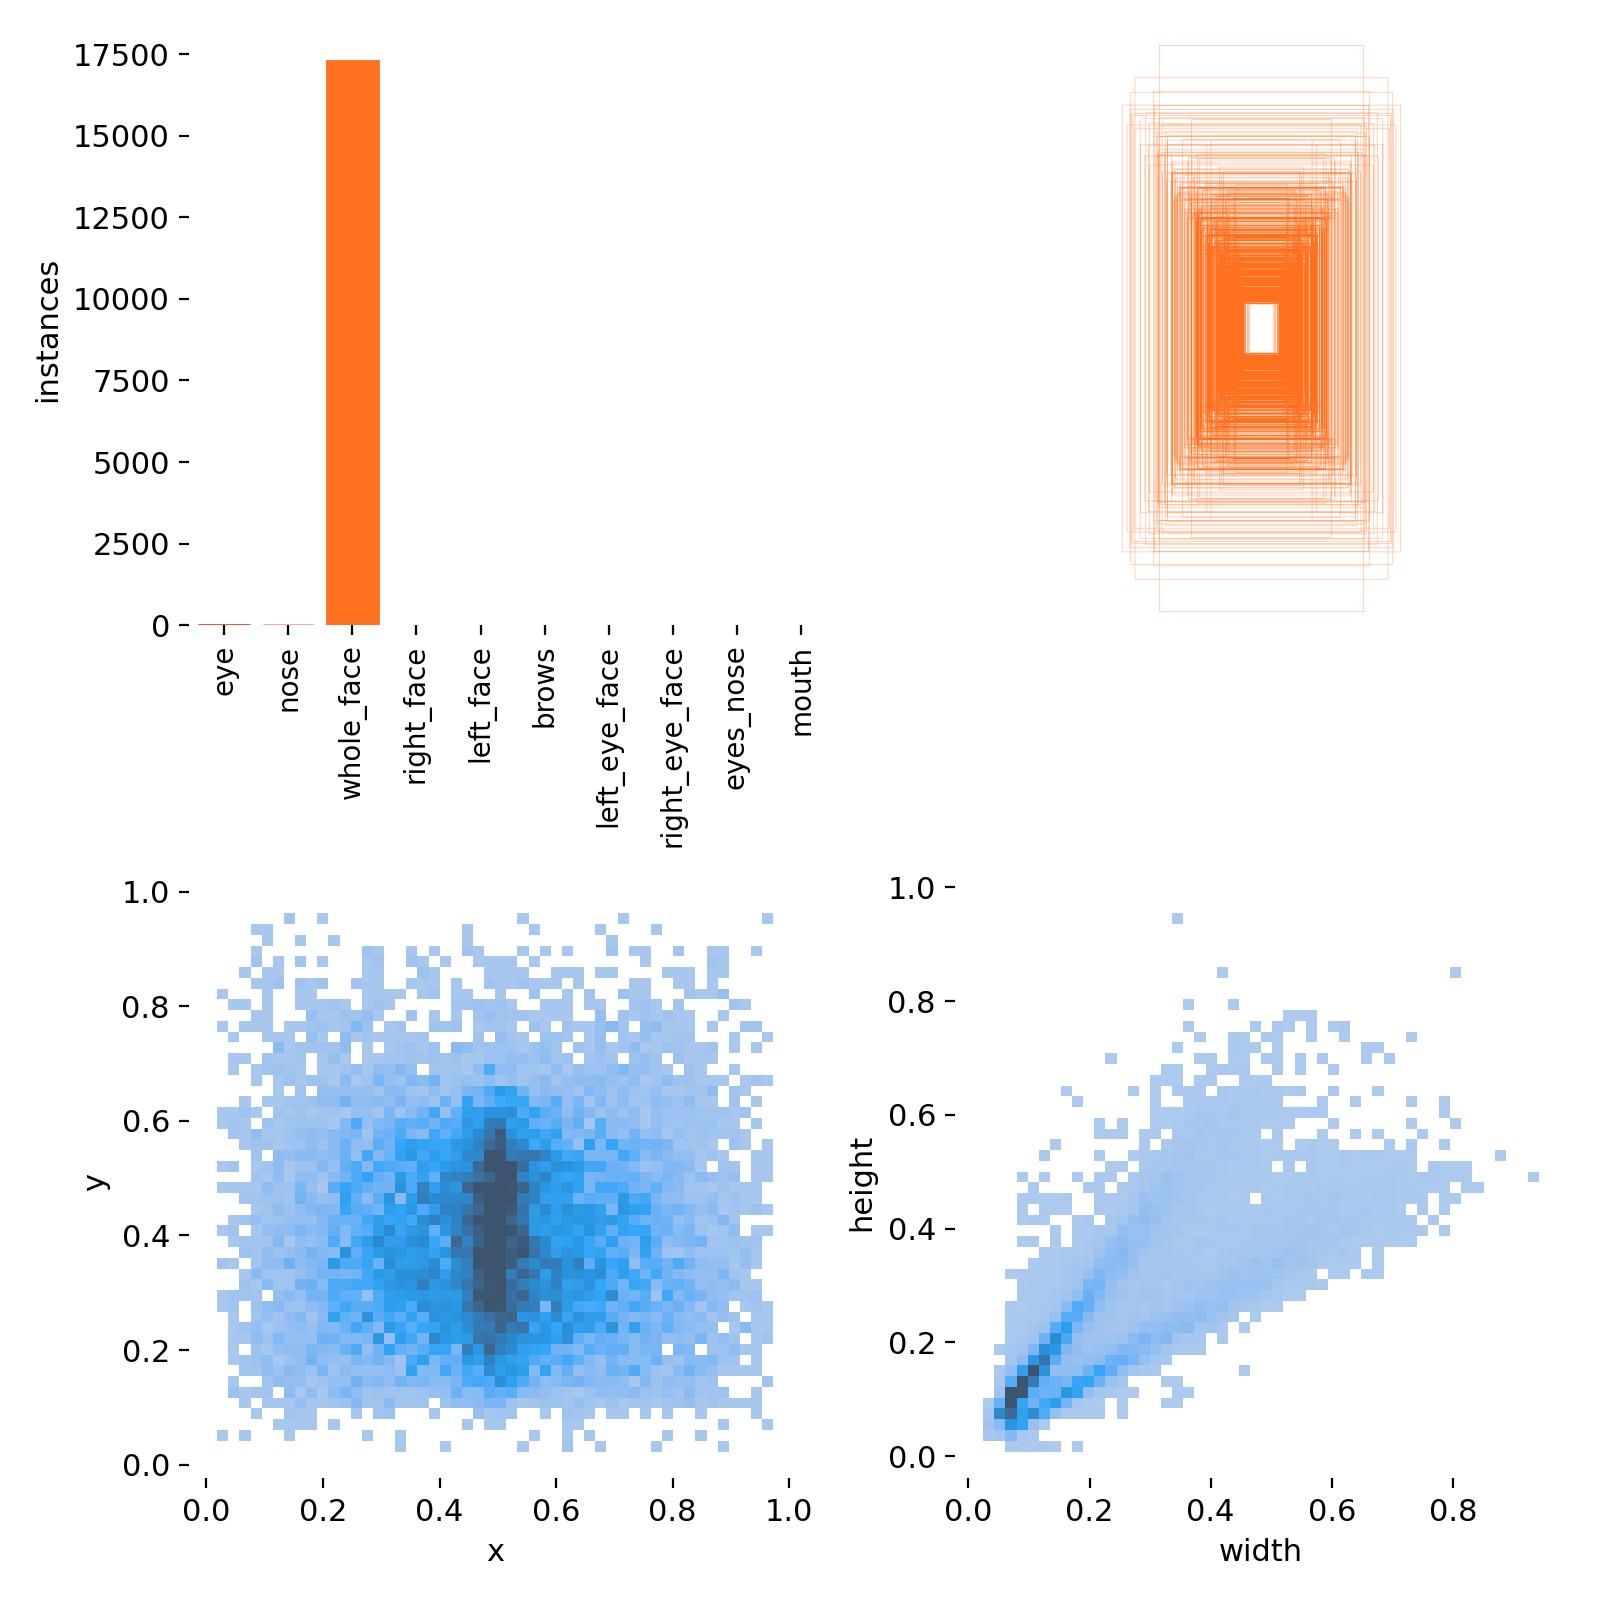 17500
15000
12500
10000
7500
5000
2500
0
instances
eye
nose
whole_face
right_face
left_face
brows
left_eye_face
right_eye_face
eyes_nose
mouth
1.0
0.8
0.6
0.4
0.2
0.0
y
0.0 0.2 0.4 0.6 0.8 1.0
x
1.0
0.8
0.6
0.4
0.2
0.0
height
0.0 0.2 0.4 0.6 0.8
width